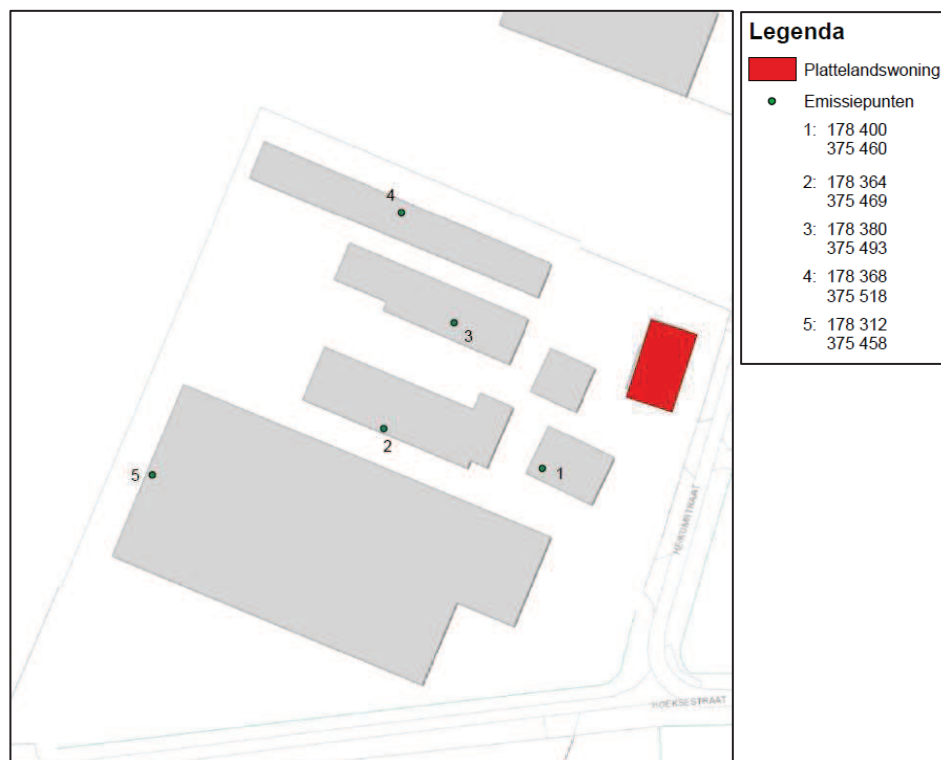 4
3
2
5
1
HEIKOMSTRAAT
HOEKSESTRAAT
Legenda
Plattelandswoning
Emissiepunten
1: 178 400
375 460
2: 178 364
375 469
3: 178 380
375 493
4: 178 368
375 518
5: 178 312
375 458